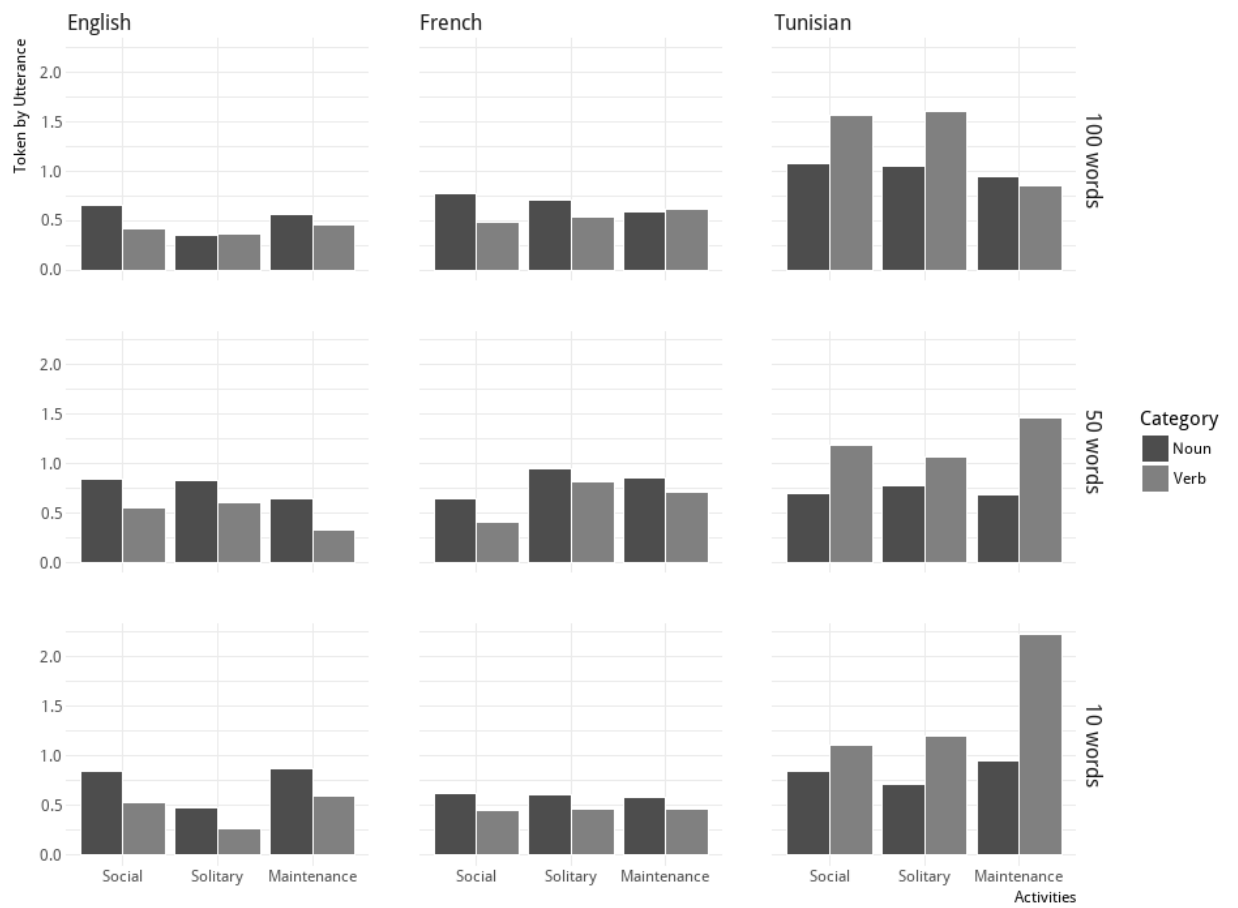 English French Tunisian
Token by Utterance
2.0
1.5
1.0
0.5
0.0
100 words
2.0
1.5
1.0
0.5
0.0
50 words
Category
Noun
Verb
2.0
1.5
1.0
0.5
0.0
10 words
Social Solitary Maintenance Social Solitary Maintenance Social Solitary Maintenance
Activities